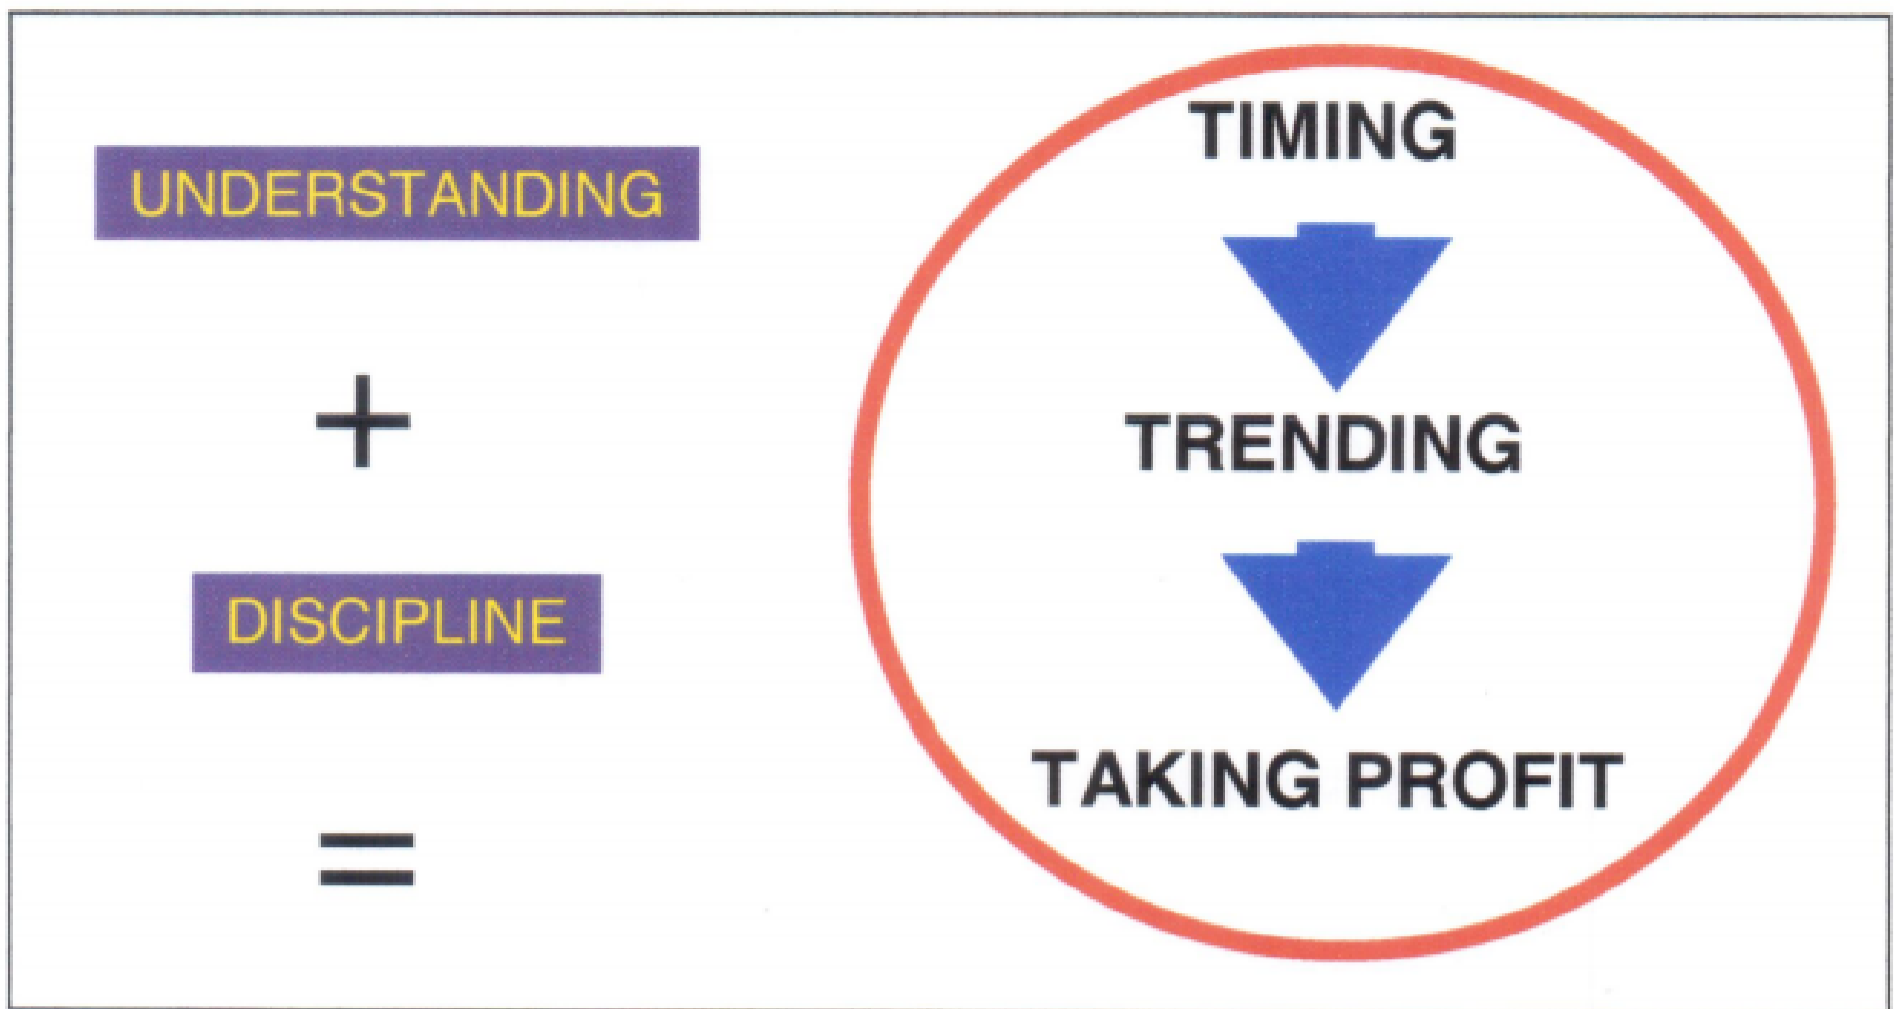 UNDERSTANDING
+
DISCIPLINE
=
TIMING
TRENDING
TAKING PROFIT